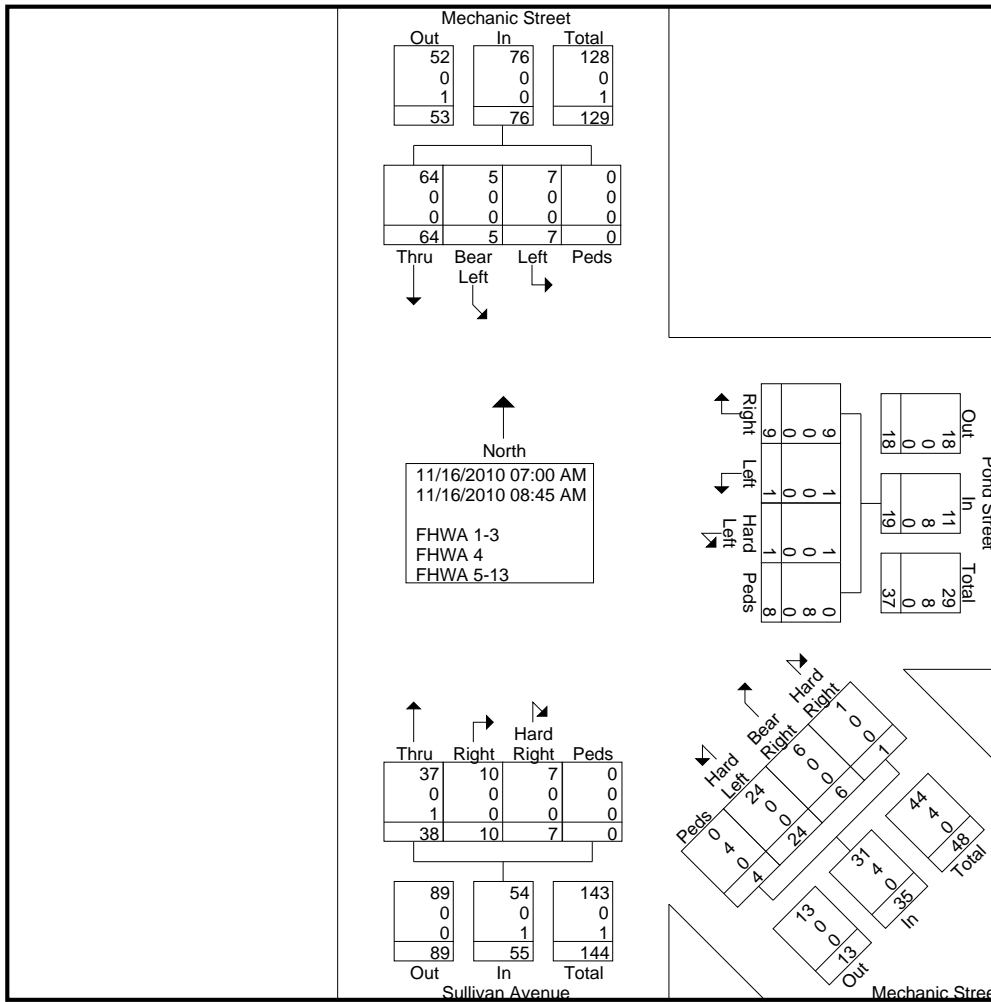 Mechanic Street
Out In Total
52 76 128
0 0 0
1 0 1
53 76 129
64 5 7 0
0 0 0 0
0 0 0 0
64 5 7 0
Thru Bear Left Left Peds
North
11/16/2010 07:00 AM
11/16/2010 08:45 AM
FHWA 1-3
FHWA 4
FHWA 5-13
Right 9 0 0 9
Left 1 0 0 1
Hard Left 1 0 0 1
Peds 0 8 0 8
Pond Street
Out 18 0 0 18
In 11 8 0 19
Total 29 8 0 37
Hard Right 1 0 0 1
Bear Right 6 0 0 6
Hard Left 24 0 0 24
Peds 0 4 0 4
44 4 0 48 Total
31 4 0 35 In
13 0 0 13 Out
Mechanic Stree
Thru Right Hard Right Peds
37 10 7 0
0 0 0 0
1 0 0 0
38 10 7 0
89 54 143
0 0 0
0 1 1
89 55 144
Out In Total
Sullivan Avenue